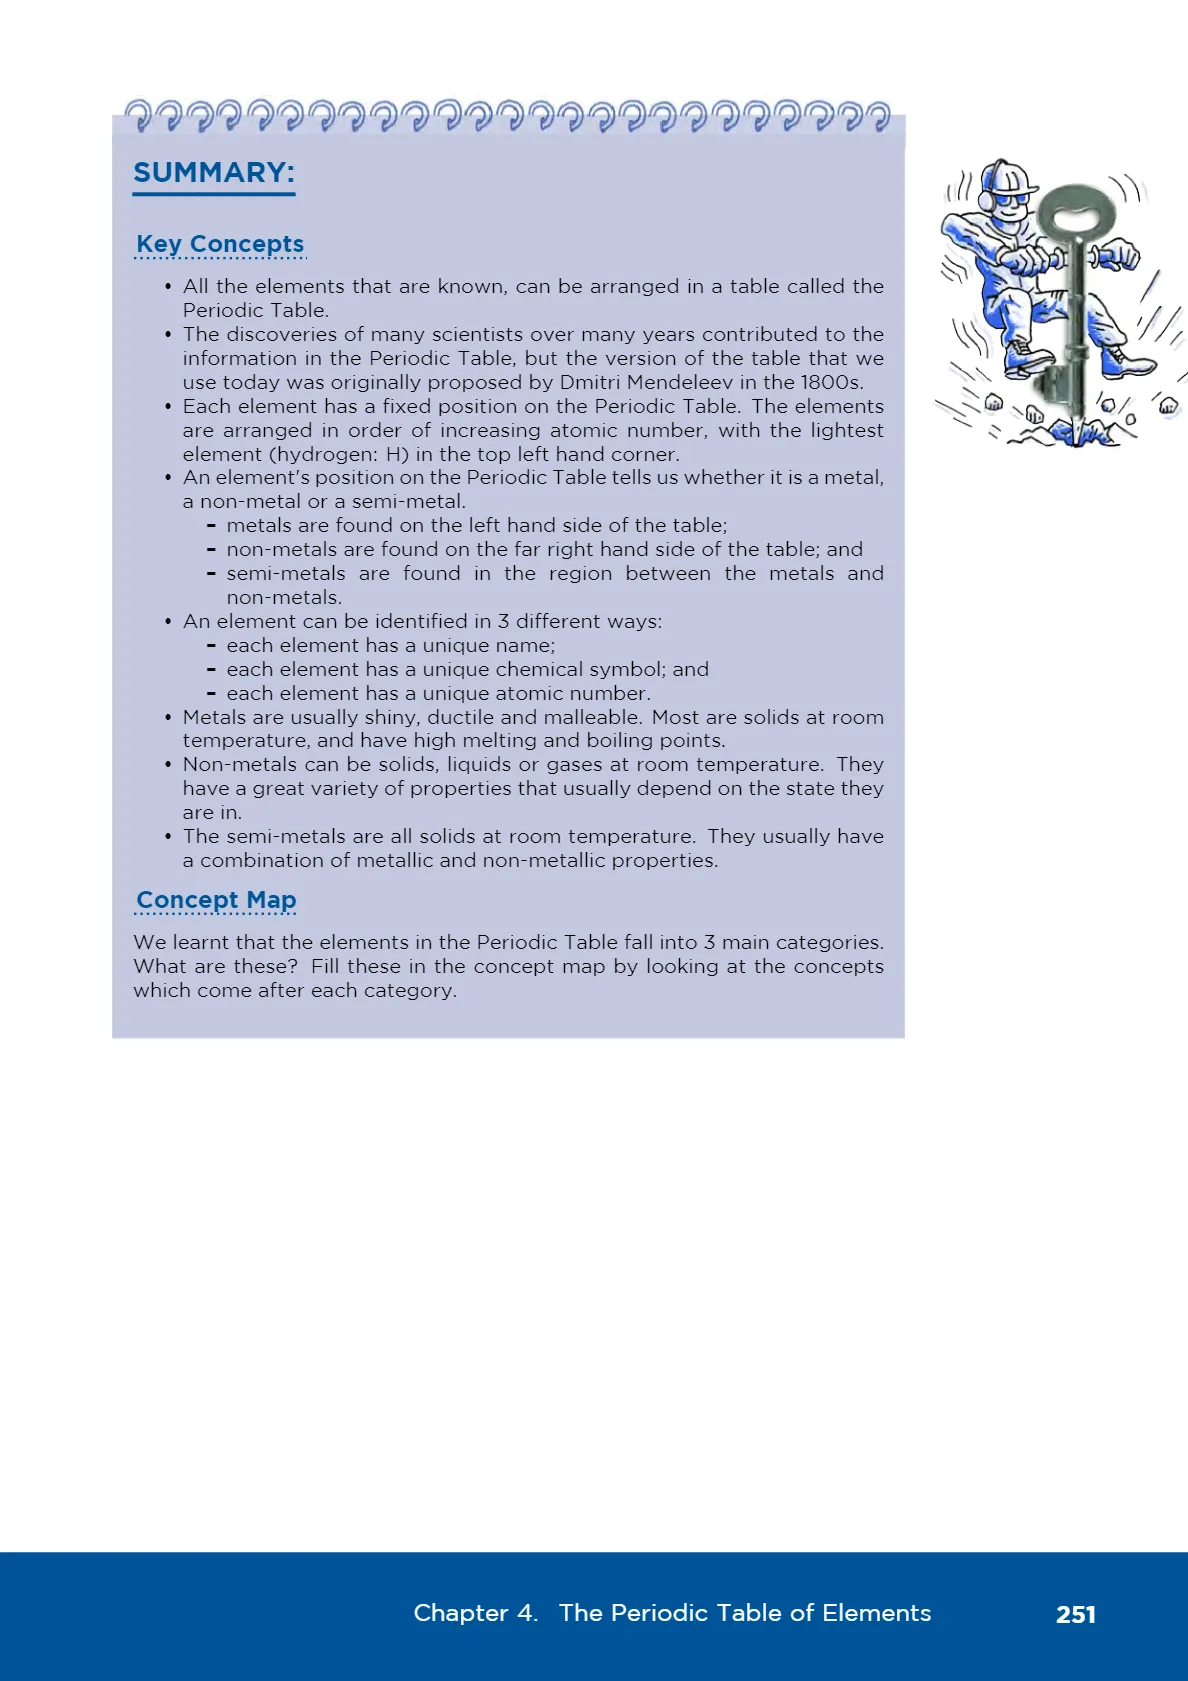 SUMMARY:
Key Concepts
• All the elements that are known, can be arranged in a table called the
Periodic Table.
• The discoveries of many scientists over many years contributed to the
information in the Periodic Table, but the version of the table that we
use today was originally proposed by Dmitri Mendeleev in the 1800s.
• Each element has a fixed position on the Periodic Table. The elements
are arranged in order of increasing atomic number, with the lightest
element (hydrogen: H) in the top left hand corner.
• An element's position on the Periodic Table tells us whether it is a metal,
a non-metal or a semi-metal.
– metals are found on the left hand side of the table;
– non-metals are found on the far right hand side of the table; and
– semi-metals are found in the region between the metals and
non-metals.
• An element can be identified in 3 different ways:
– each element has a unique name;
– each element has a unique chemical symbol; and
– each element has a unique atomic number.
• Metals are usually shiny, ductile and malleable. Most are solids at room
temperature, and have high melting and boiling points.
• Non-metals can be solids, liquids or gases at room temperature. They
have a great variety of properties that usually depend on the state they
are in.
• The semi-metals are all solids at room temperature. They usually have
a combination of metallic and non-metallic properties.
Concept Map
We learnt that the elements in the Periodic Table fall into 3 main categories.
What are these? Fill these in the concept map by looking at the concepts
which come after each category.
Chapter 4. The Periodic Table of Elements 251